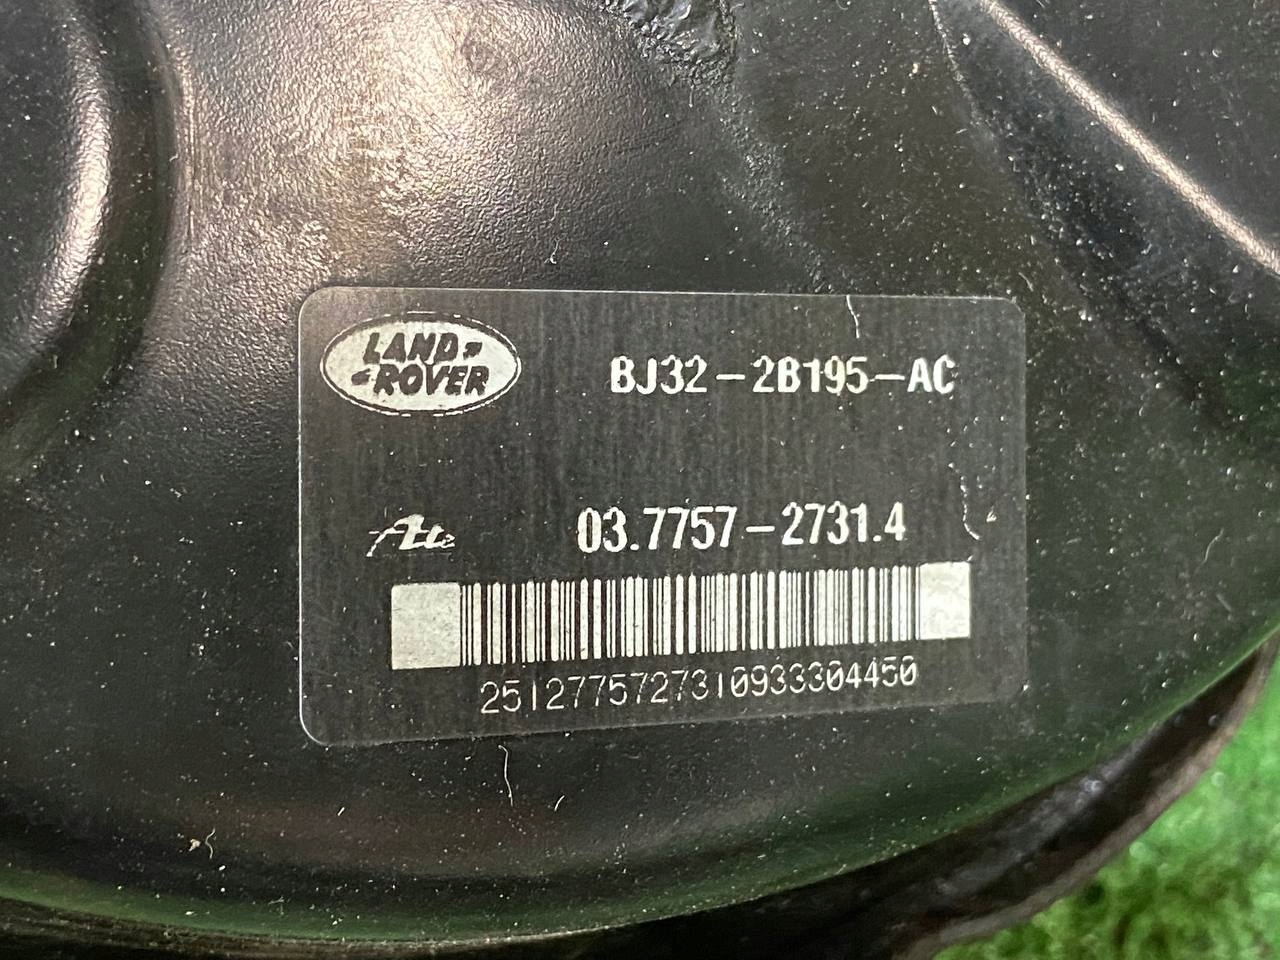 LAND-
-ROVER
BJ32-2B195-AC
Ate
03.7757-2731.4
2512775727310933304450